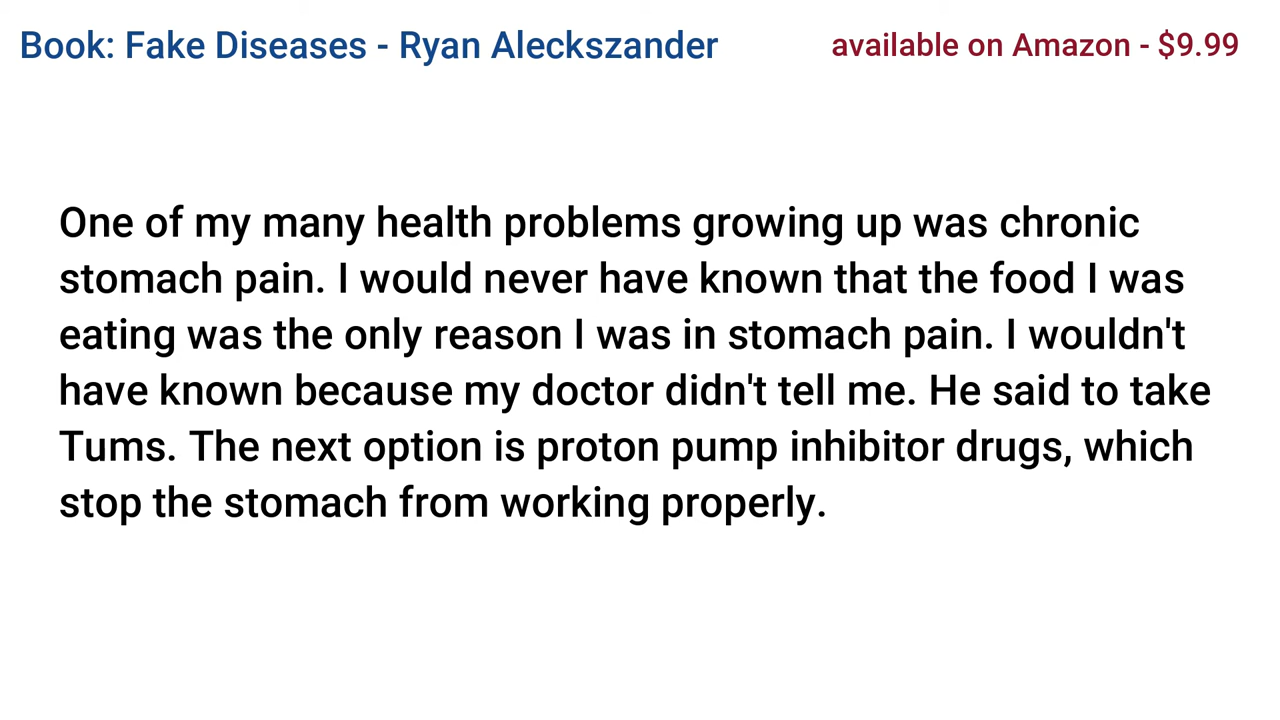 Book: Fake Diseases - Ryan Aleckszander
available on Amazon - $9.99
One of my many health problems growing up was chronic
stomach pain. I would never have known that the food I was
eating was the only reason I was in stomach pain. I wouldn't
have known because my doctor didn't tell me. He said to take
Tums. The next option is proton pump inhibitor drugs, which
stop the stomach from working properly.